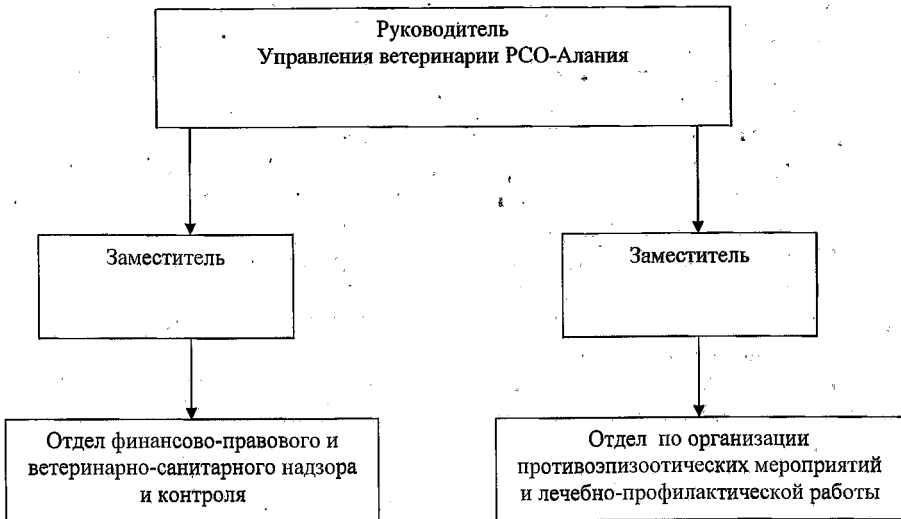 Руководитель
Управления ветеринарии РСО-Алания
Заместитель
Заместитель
Отдел финансово-правового и
ветеринарно-санитарного надзора
и контроля
Отдел по организации
противоэпизоотических мероприятий
и лечебно-профилактической работы